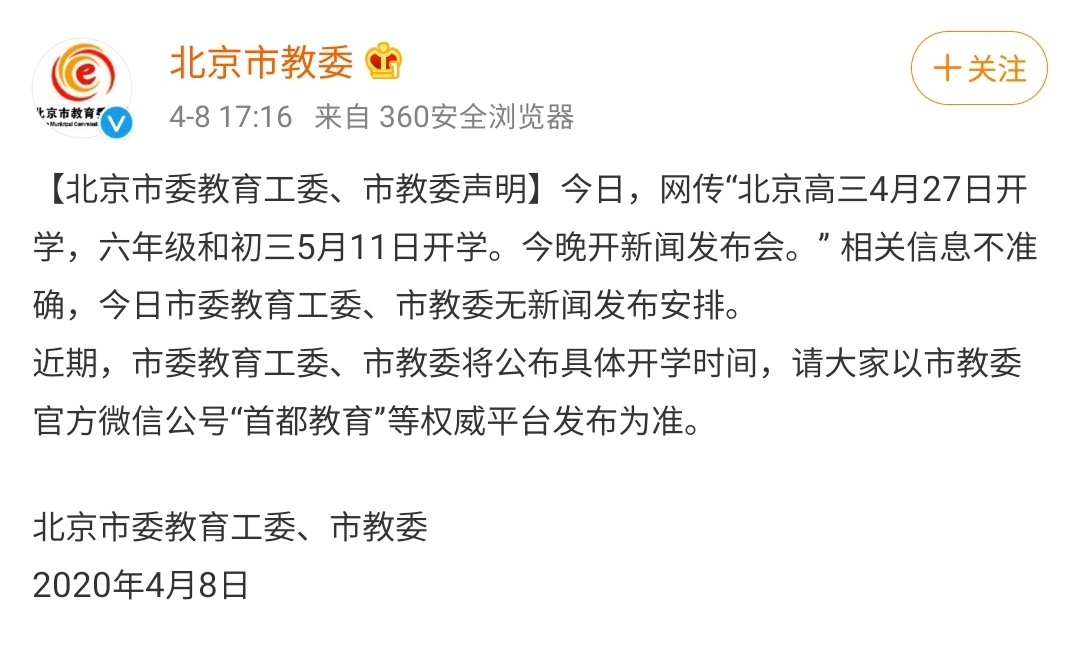 北京市教委
+关注
4-8 17:16 来自 360安全浏览器
【北京市委教育工委、市教委声明】今日，网传“北京高三4月27日开
学，六年级和初三5月11日开学。今晚开新闻发布会。” 相关信息不准
确，今日市委教育工委、市教委无新闻发布安排。
近期，市委教育工委、市教委将公布具体开学时间，请大家以市教委
官方微信公号“首都教育”等权威平台发布为准。
北京市委教育工委、市教委
2020年4月8日